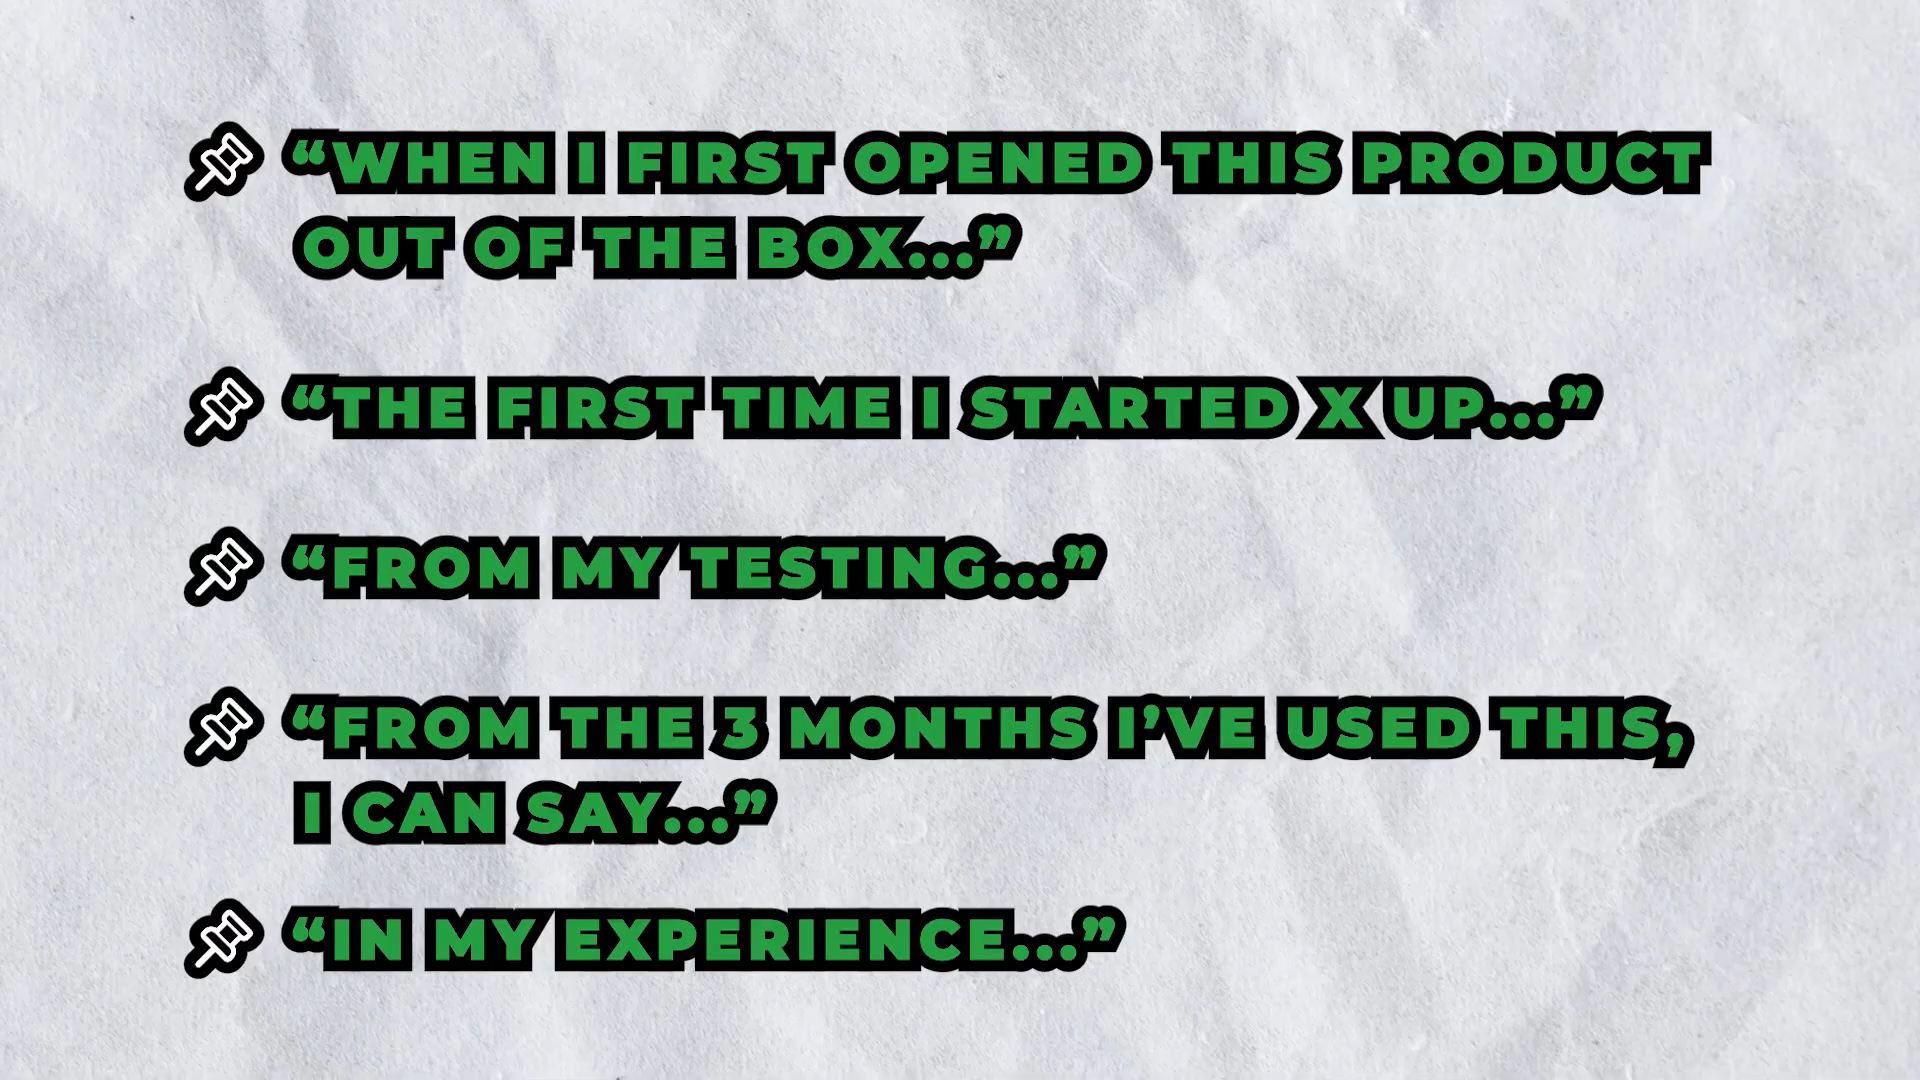 “WHEN I FIRST OPENED THIS PRODUCT
OUT OF THE BOX...”
“THE FIRST TIME I STARTED X UP...”
“FROM MY TESTING...”
“FROM THE 3 MONTHS I’VE USED THIS,
I CAN SAY...”
“IN MY EXPERIENCE...”